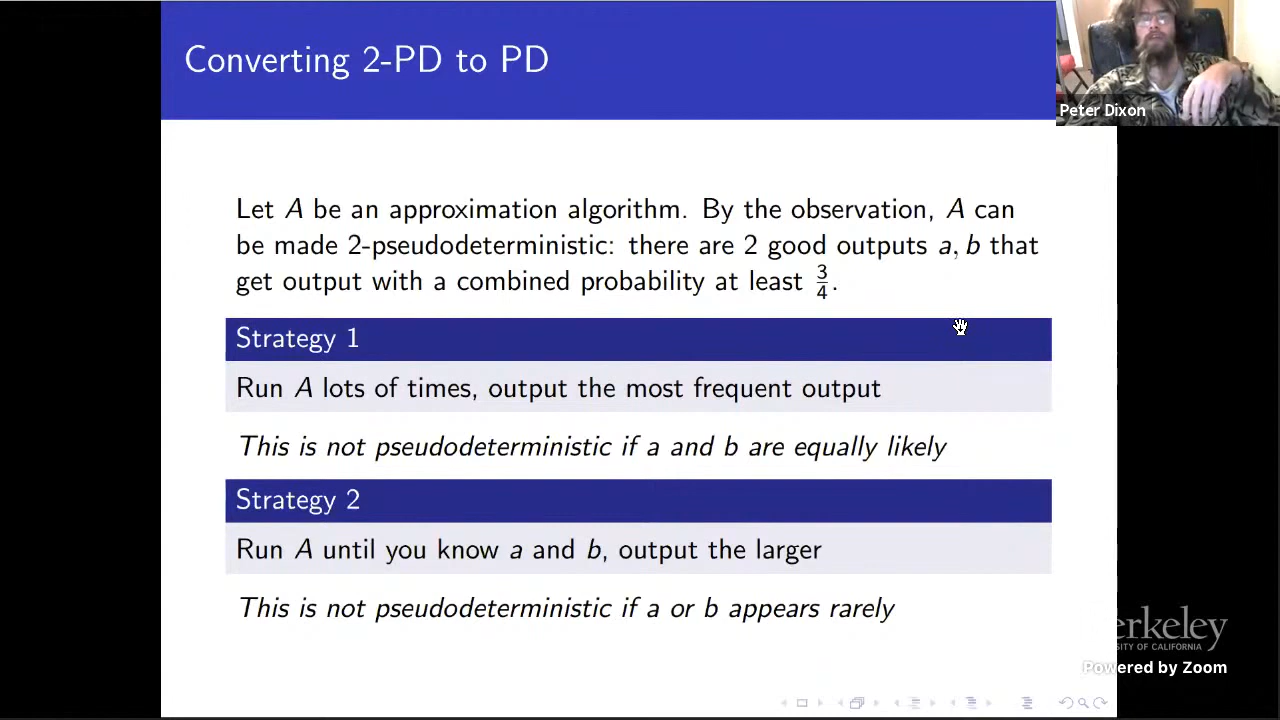 Converting 2-PD to PD
Peter Dixon
Let A be an approximation algorithm. By the observation, A can
be made 2-pseudodeterministic: there are 2 good outputs a, b that
get output with a combined probability at least 3/4.
Strategy 1
Run A lots of times, output the most frequent output
This is not pseudodeterministic if a and b are equally likely
Strategy 2
Run A until you know a and b, output the larger
This is not pseudodeterministic if a or b appears rarely
erkeley
SITY OF CALIFORNIA
Powered by Zoom